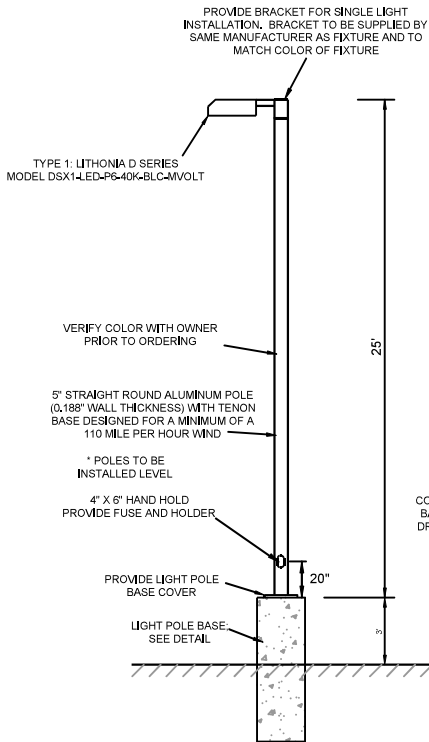 PROVIDE BRACKET FOR SINGLE LIGHT
INSTALLATION. BRACKET TO BE SUPPLIED BY
SAME MANUFACTURER AS FIXTURE AND TO
MATCH COLOR OF FIXTURE
TYPE 1: LITHONIA D SERIES
MODEL DSX1-LED-P6-40K-BLC-MVOLT
VERIFY COLOR WITH OWNER
PRIOR TO ORDERING
25'
5" STRAIGHT ROUND ALUMINUM POLE
(0.188" WALL THICKNESS) WITH TENON
BASE DESIGNED FOR A MINIMUM OF A
110 MILE PER HOUR WIND
* POLES TO BE
INSTALLED LEVEL
4" X 6" HAND HOLD
PROVIDE FUSE AND HOLDER
CO
BA
DR
20"
PROVIDE LIGHT POLE
BASE COVER
LIGHT POLE BASE;
SEE DETAIL
3'